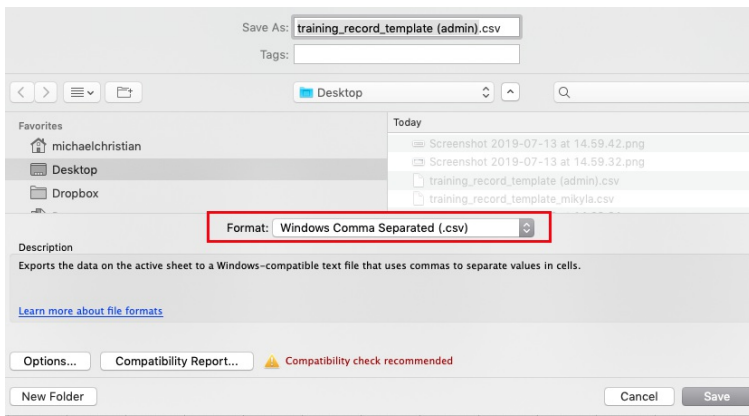 Save As: training_record_template (admin).csv
Tags:
Desktop
Favorites
michaelchristian
Desktop
Dropbox
Today
Screenshot 2019-07-13 at 14.59.42.png
Screenshot 2019-07-13 at 14.59.32.png
training_record_template (admin).csv
training_record_template_mikyla.csv
Format: Windows Comma Separated (.csv)
Description
Exports the data on the active sheet to a Windows-compatible text file that uses commas to separate values in cells.
Learn more about file formats
Options...
Compatibility Report...
Compatibility check recommended
New Folder
Cancel
Save